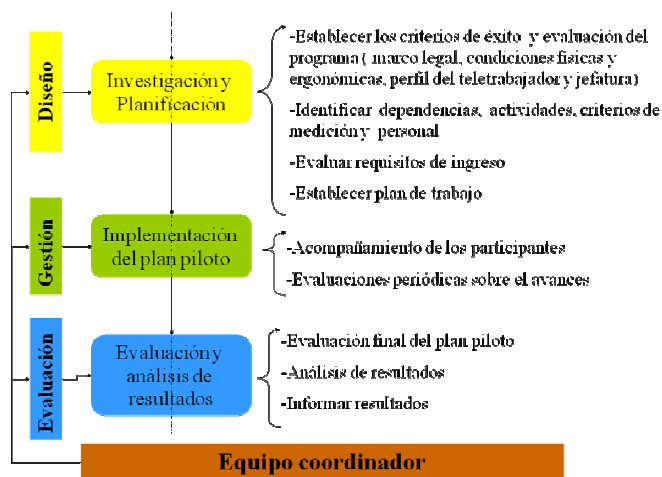 Diseño
Investigación y
Planificación
-Establecer los criterios de éxito y evaluación del
programa ( marco legal, condiciones físicas y
ergonómicas, perfil del teletrabajador y jefatura)
-Identificar dependencias, actividades, criterios de
medición y personal
-Evaluar requisitos de ingreso
-Establecer plan de trabajo
Gestión
Implementación
del plan piloto
-Acompañamiento de los participantes
-Evaluaciones periódicas sobre el avances
Evaluación
Evaluación y
análisis de
resultados
-Evaluación final del plan piloto
-Análisis de resultados
-Informar resultados
Equipo coordinador